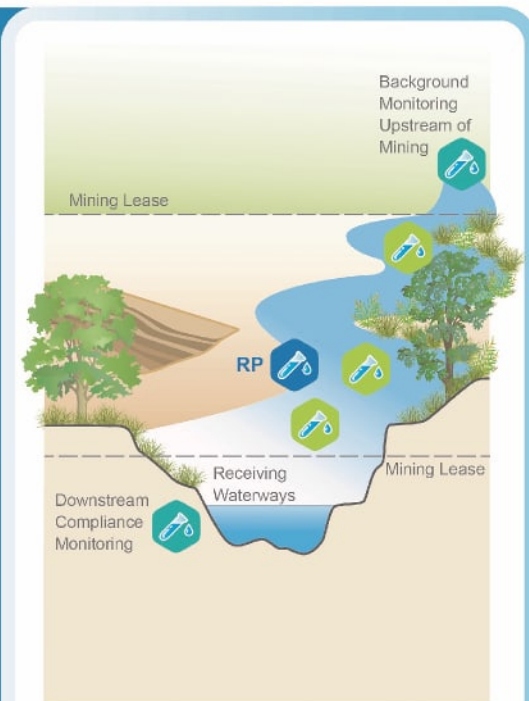 Background
Monitoring
Upstream of
Mining
Mining Lease
RP
Receiving
Waterways
Mining Lease
Downstream
Compliance
Monitoring